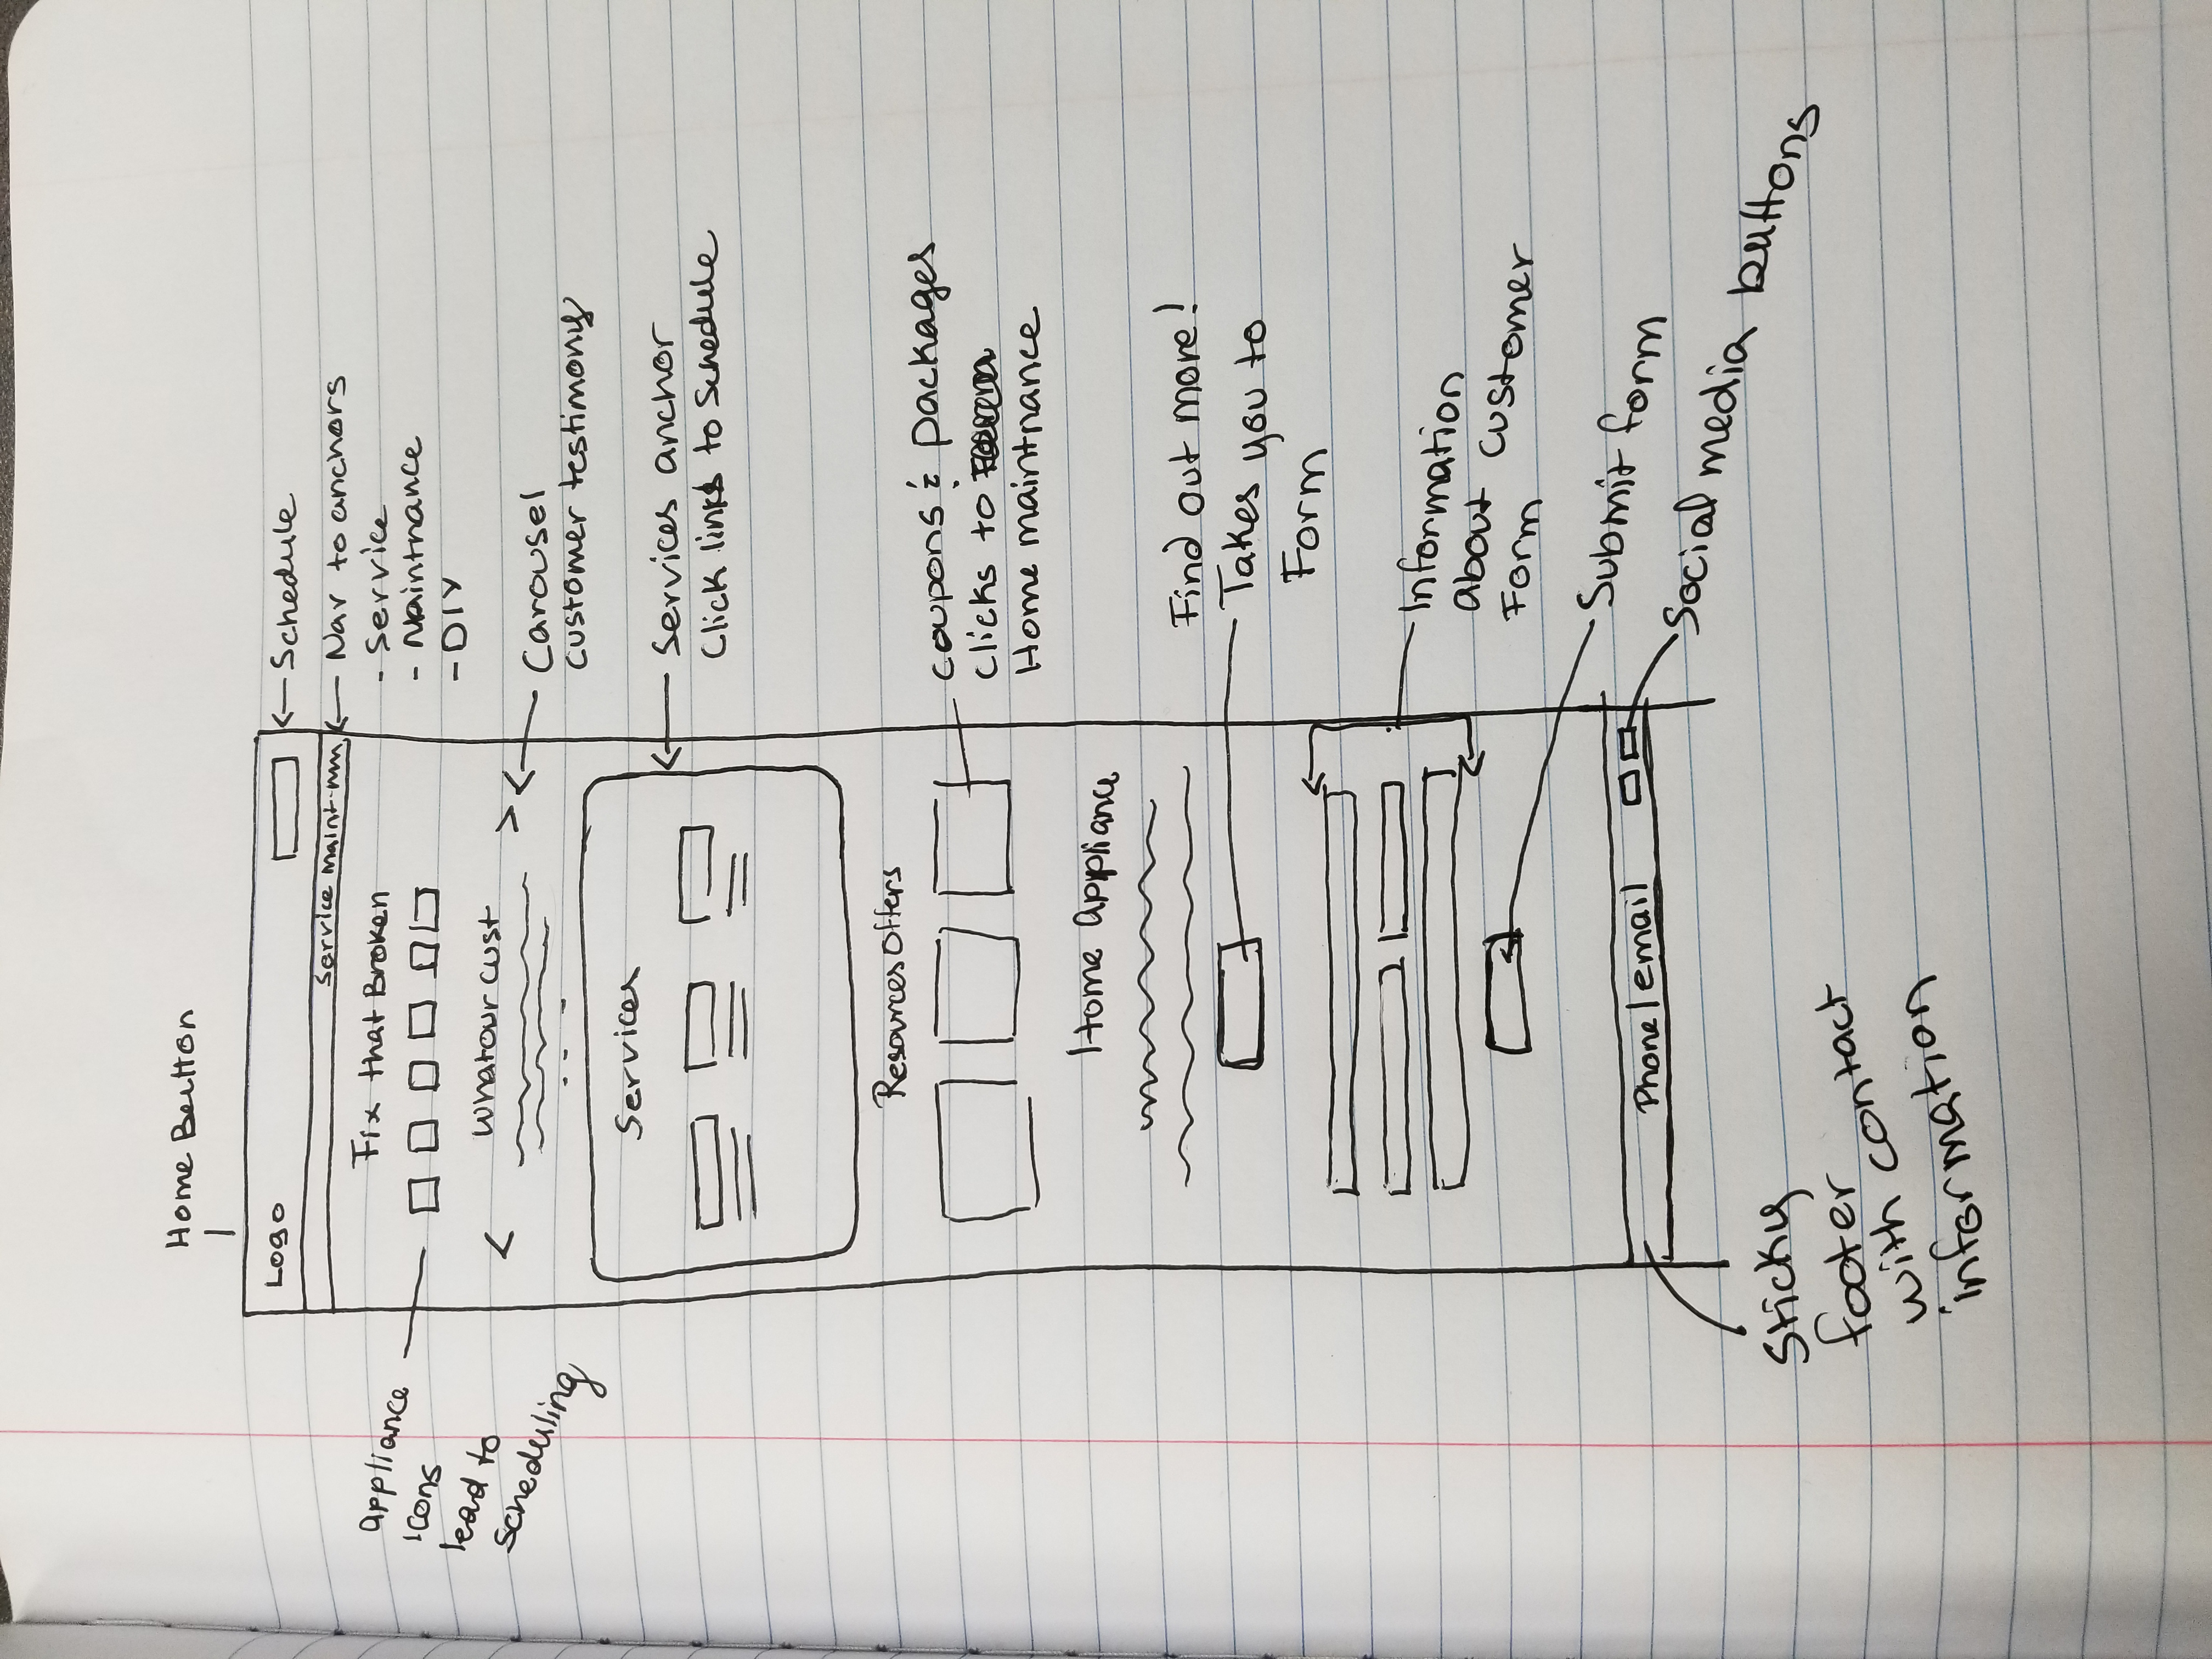 Home Button
Logo
Schedule
Service maint
Nav to anchors
- Service
- Maintnance
- DIY
Fix that Broken
appliance
icons
lead to
scheduling
What our cust
< >
Carousel
customer testimony
Services
Services anchor
Click links to Schedule
Resources Offers
coupons & packages
clicks to
Home maintnance
Home Appliance
Find out more!
Takes you to
Form
Information
about customer
Form
Submit form
Phone/email
Social media buttons
Sticky
footer
with contact
information